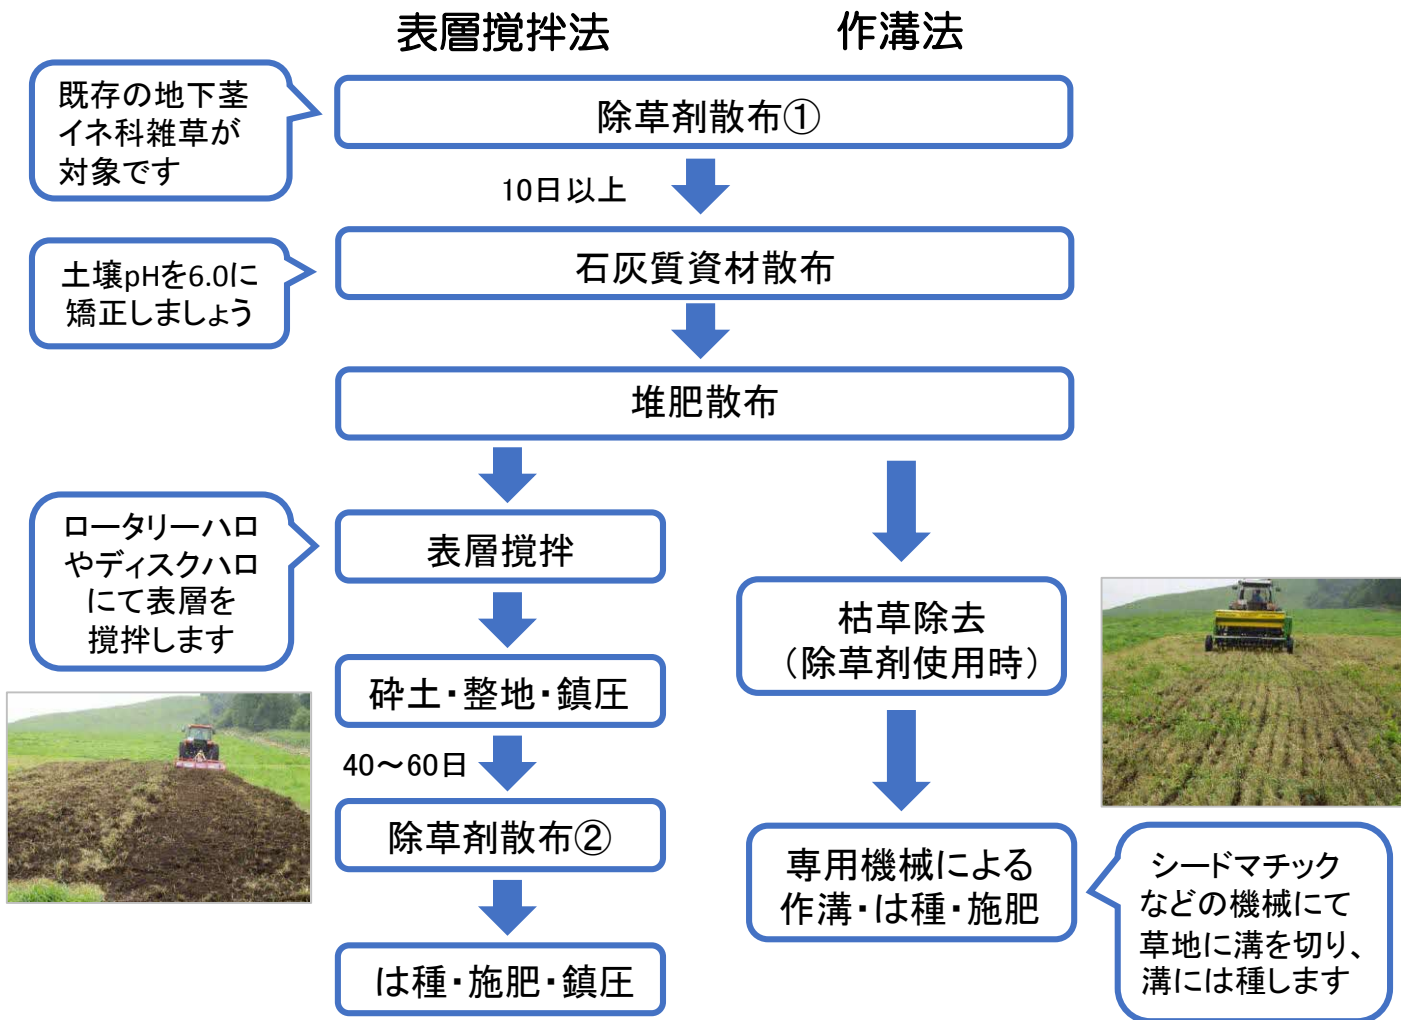 表層撹拌法
作溝法
既存の地下茎
イネ科雑草が
対象です
除草剤散布①
10日以上
土壌pHを6.0に
矯正しましょう
石灰質資材散布
堆肥散布
ロータリーハロ
やディスクハロ
にて表層を
撹拌します
表層撹拌
砕土・整地・鎮圧
40～60日
除草剤散布②
は種・施肥・鎮圧
枯草除去
（除草剤使用時）
専用機械による
作溝・は種・施肥
シードマチック
などの機械にて
草地に溝を切り、
溝には種します